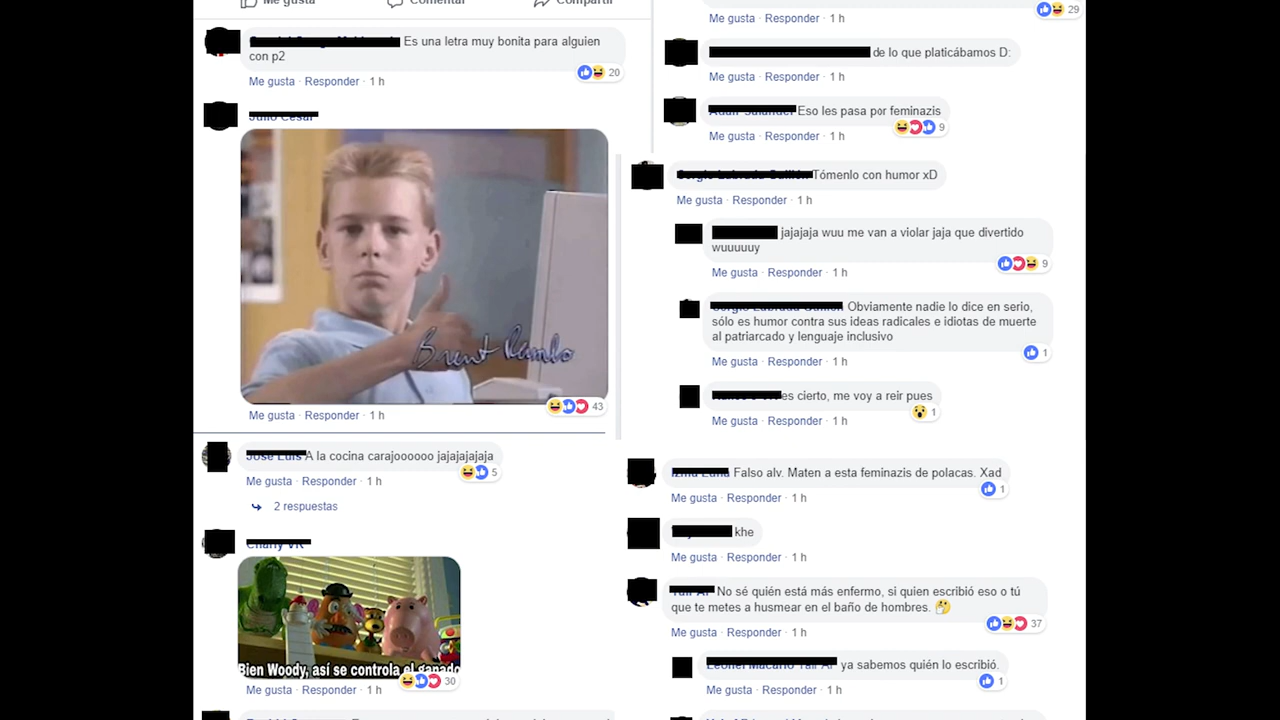 Me gusta Comentar Compartir
Es una letra muy bonita para alguien
con p2
20
Me gusta · Responder · 1 h
Brent Rambo
43
Me gusta · Responder · 1 h
A la cocina carajoooooo jajajajajaja
5
Me gusta · Responder · 1 h
2 respuestas
Bien Woody, así se controla el ganado
30
Me gusta · Responder · 1 h
29
Me gusta · Responder · 1 h
de lo que platicábamos D:
Me gusta · Responder · 1 h
Eso les pasa por feminazis
9
Me gusta · Responder · 1 h
Tómenlo con humor xD
Me gusta · Responder · 1 h
jajajaja wuu me van a violar jaja que divertido
wuuuuuy
9
Me gusta · Responder · 1 h
Obviamente nadie lo dice en serio,
sólo es humor contra sus ideas radicales e idiotas de muerte
al patriarcado y lenguaje inclusivo
1
Me gusta · Responder · 1 h
es cierto, me voy a reir pues
1
Me gusta · Responder · 1 h
Falso alv. Maten a esta feminazis de polacas. Xad
1
Me gusta · Responder · 1 h
khe
Me gusta · Responder · 1 h
No sé quién está más enfermo, si quien escribió eso o tú
que te metes a husmear en el baño de hombres.
37
Me gusta · Responder · 1 h
ya sabemos quién lo escribió.
1
Me gusta · Responder · 1 h